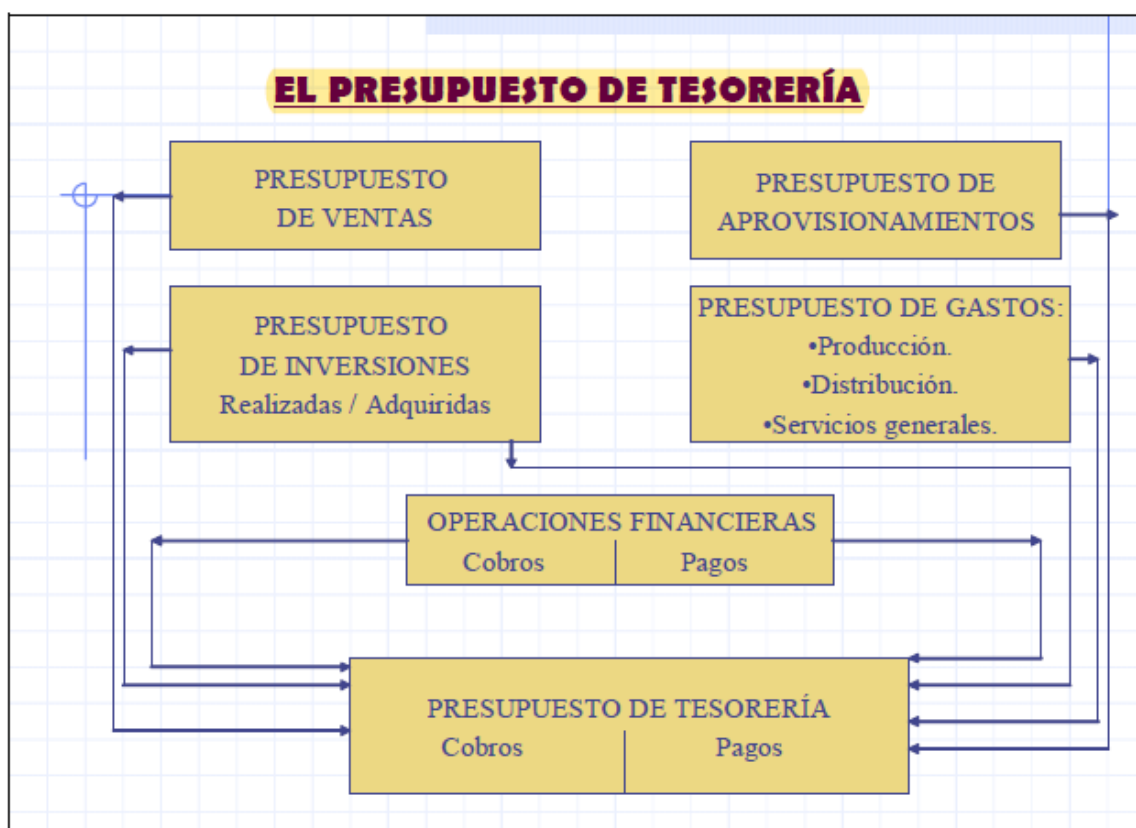 EL PRESUPUESTO DE TESORERÍA
PRESUPUESTO
DE VENTAS
PRESUPUESTO DE
APROVISIONAMIENTOS
PRESUPUESTO
DE INVERSIONES
Realizadas / Adquiridas
PRESUPUESTO DE GASTOS:
•Producción.
•Distribución.
•Servicios generales.
OPERACIONES FINANCIERAS
Cobros Pagos
PRESUPUESTO DE TESORERÍA
Cobros Pagos